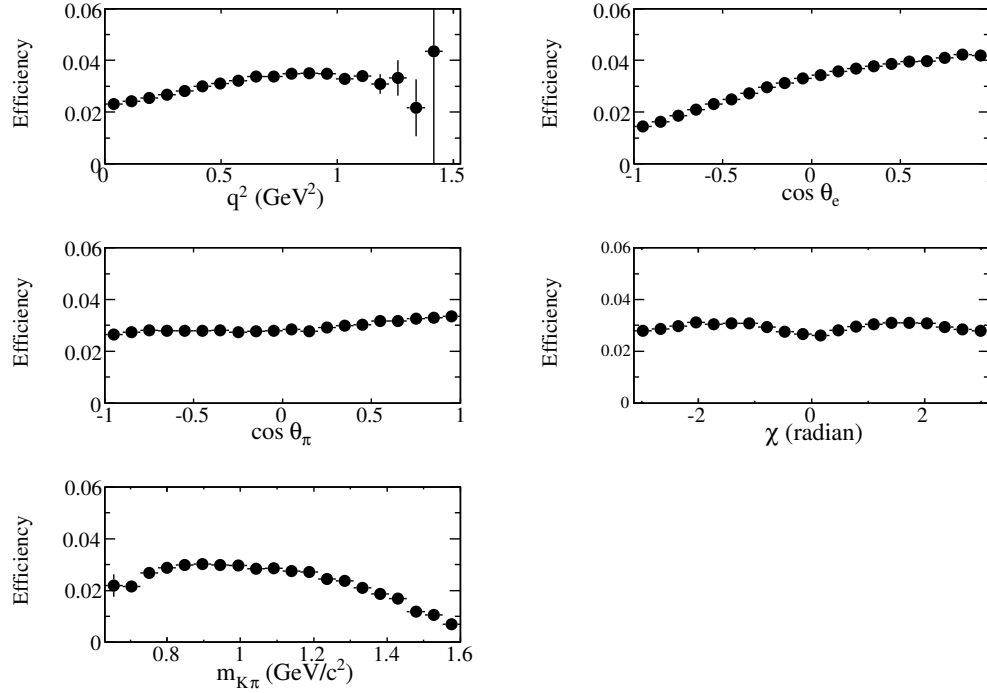 Efficiency
0.06
0.04
0.02
0
0 0.5 1 1.5
q² (GeV²)
Efficiency
0.06
0.04
0.02
0
-1 -0.5 0 0.5
cos θₑ
Efficiency
0.06
0.04
0.02
0
-1 -0.5 0 0.5 1
cos θ_π
Efficiency
0.06
0.04
0.02
0
-2 0 2
χ (radian)
Efficiency
0.06
0.04
0.02
0
0.8 1 1.2 1.4 1.6
m_Kπ (GeV/c²)